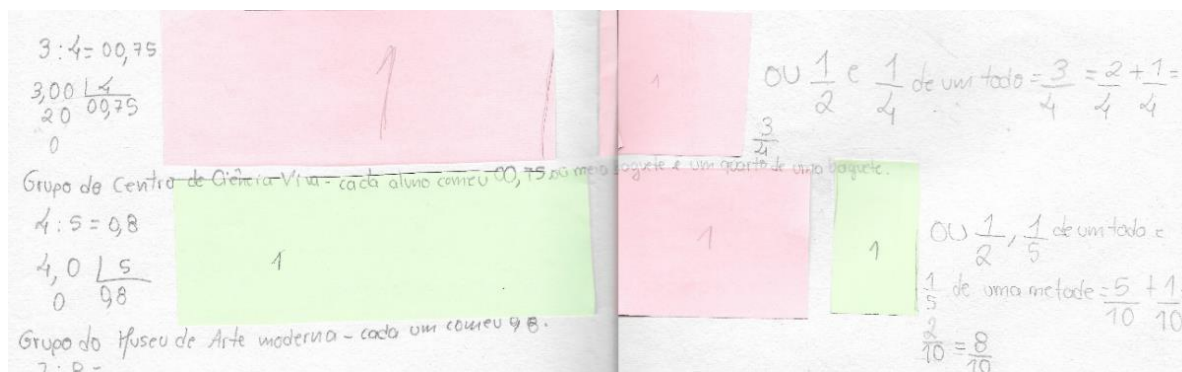 3 : 4 = 00,75
3,00 | 4
20 00,75
0
1
1
OU 1/2 e 1/4 de um todo = 3/4 = 2/4 + 1/4 =
3/4
Grupo do Centro de Ciência Viva - cada aluno comeu 00,75 ou meia baguete e um quarto de uma baguete.
4 : 5 = 0,8
4,0 | 5
0 0,8
1
1
1
OU 1/2, 1/5 de um todo e
1/5 de uma metade = 5/10 + 1/10
2/10 = 8/10
Grupo do Museu de Arte moderna - cada um comeu 0,8.